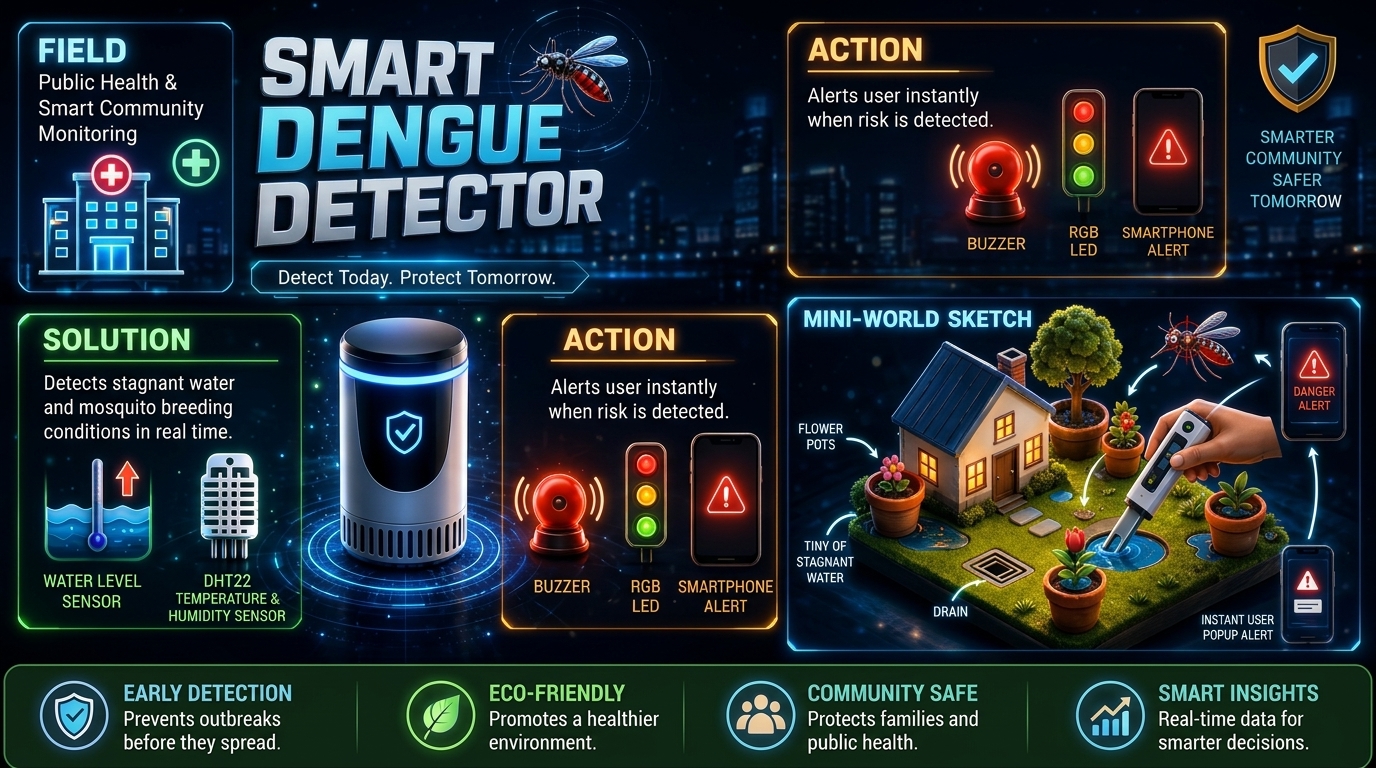 FIELD
Public Health &
Smart Community
Monitoring
SMART
DENGUE
DETECTOR
Detect Today. Protect Tomorrow.
ACTION
Alerts user instantly
when risk is detected.
BUZZER
RGB
LED
SMARTPHONE
ALERT
SMARTER
COMMUNITY
SAFER
TOMORROW
SOLUTION
Detects stagnant water
and mosquito breeding
conditions in real time.
WATER LEVEL
SENSOR
DHT22
TEMPERATURE &
HUMIDITY SENSOR
ACTION
Alerts user instantly
when risk is detected.
BUZZER
RGB
LED
SMARTPHONE
ALERT
MINI-WORLD SKETCH
FLOWER
POTS
TINY OF
STAGNANT
WATER
DRAIN
DANGER
ALERT
INSTANT USER
POPUP ALERT
EARLY DETECTION
Prevents outbreaks
before they spread.
ECO-FRIENDLY
Promotes a healthier
environment.
COMMUNITY SAFE
Protects families and
public health.
SMART INSIGHTS
Real-time data for
smarter decisions.